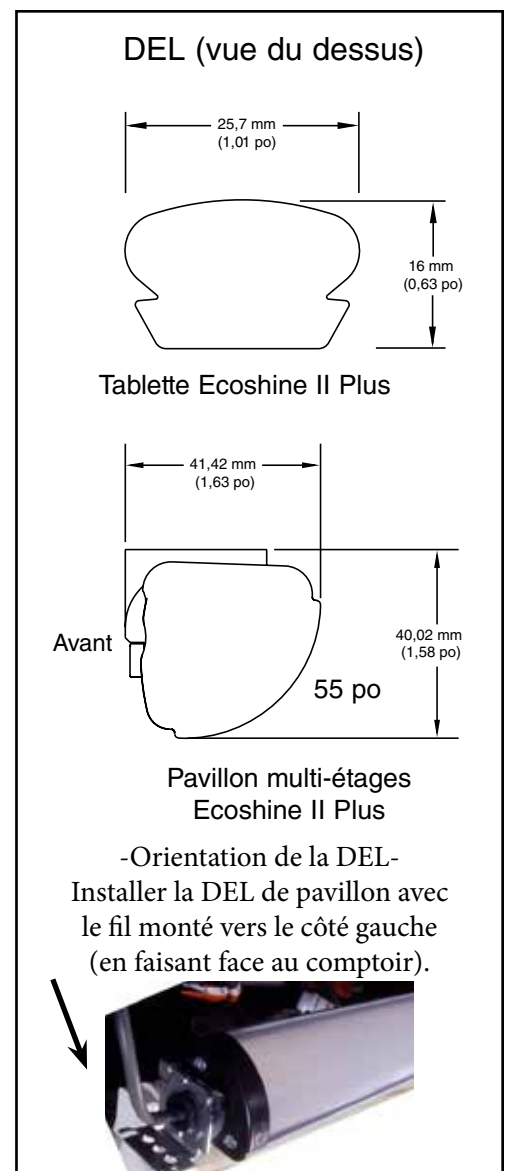 DEL (vue du dessus)
25,7 mm
(1,01 po)
16 mm
(0,63 po)
Tablette Ecoshine II Plus
41,42 mm
(1,63 po)
Avant
40,02 mm
(1,58 po)
55 po
Pavillon multi-étages
Ecoshine II Plus
-Orientation de la DEL-
Installer la DEL de pavillon avec
le fil monté vers le côté gauche
(en faisant face au comptoir).